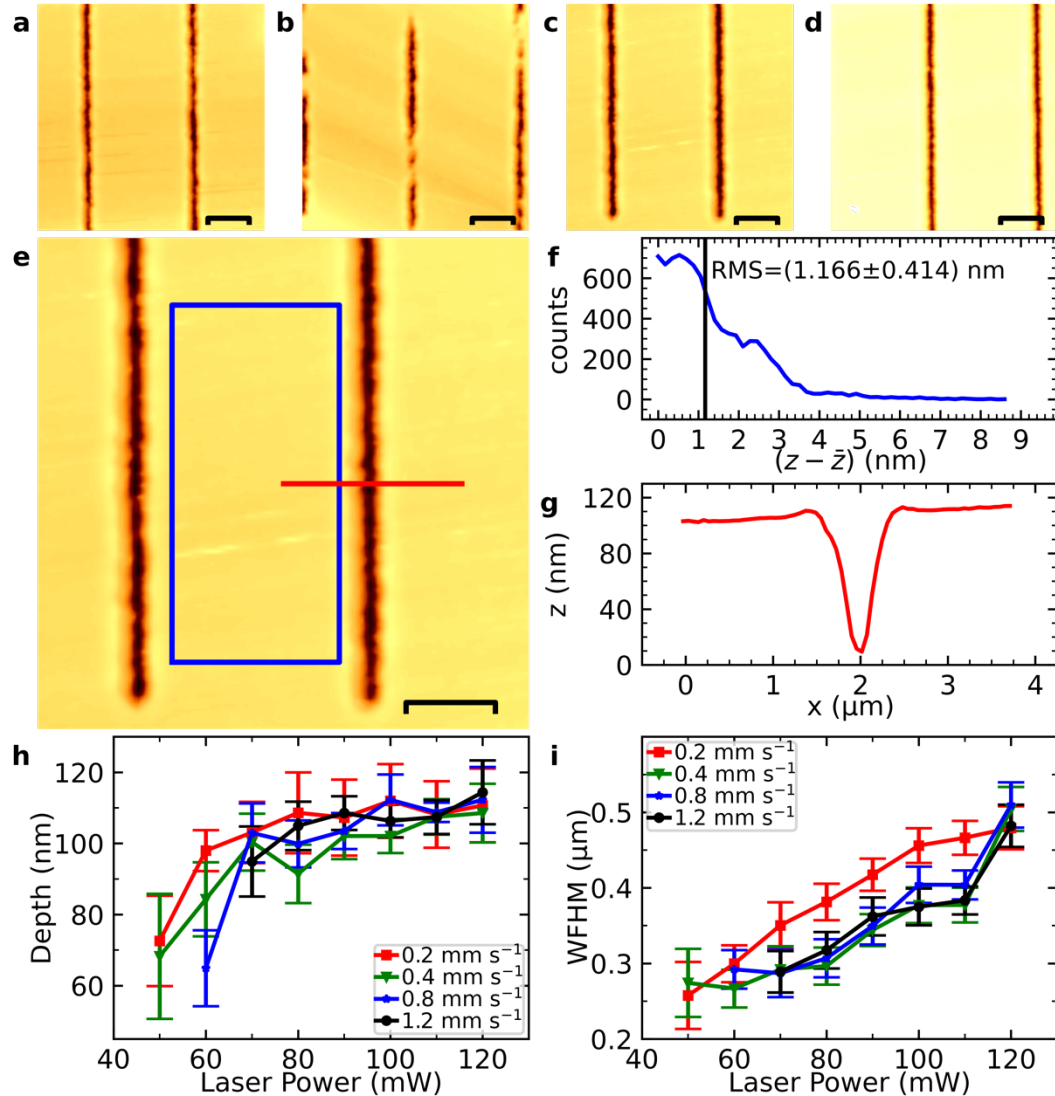 a b c d
e
f
600
400
200
0
counts
RMS=(1.166±0.414) nm
0 1 2 3 4 5 6 7 8 9
(z − z̄) (nm)
g
120
80
40
0
z (nm)
0 1 2 3 4
x (μm)
h
110
100
90
80
70
60
Depth (nm)
0.2 mm s⁻¹
0.4 mm s⁻¹
0.8 mm s⁻¹
1.2 mm s⁻¹
40 60 80 100 120
Laser Power (mW)
i
0.5
0.4
0.3
0.2
WFHM (μm)
0.2 mm s⁻¹
0.4 mm s⁻¹
0.8 mm s⁻¹
1.2 mm s⁻¹
40 60 80 100 120
Laser Power (mW)